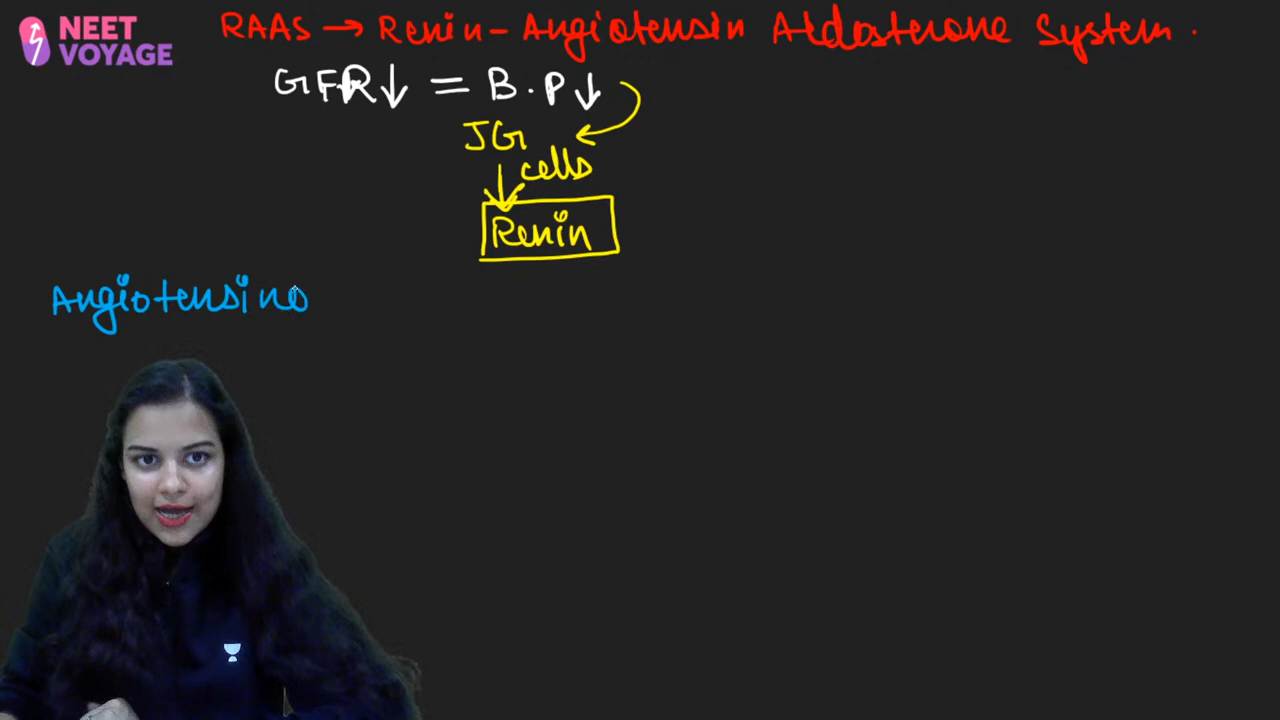 NEET
VOYAGE
RAAS → Renin - Angiotensin Aldosterone System.
GFR↓ = B.P↓
JG
cells
Renin
Angiotensino